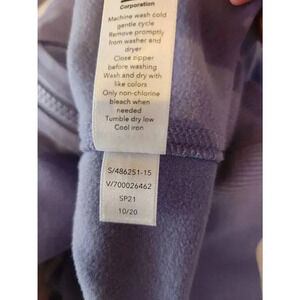 Corporation
Machine wash cold
gentle cycle
Remove promptly
from washer and
dryer
Close zipper
before washing
Wash and dry with
like colors
Only non-chlorine
bleach when
needed
Tumble dry low
Cool iron
S/486251-15
V/700026462
SP21
10/20